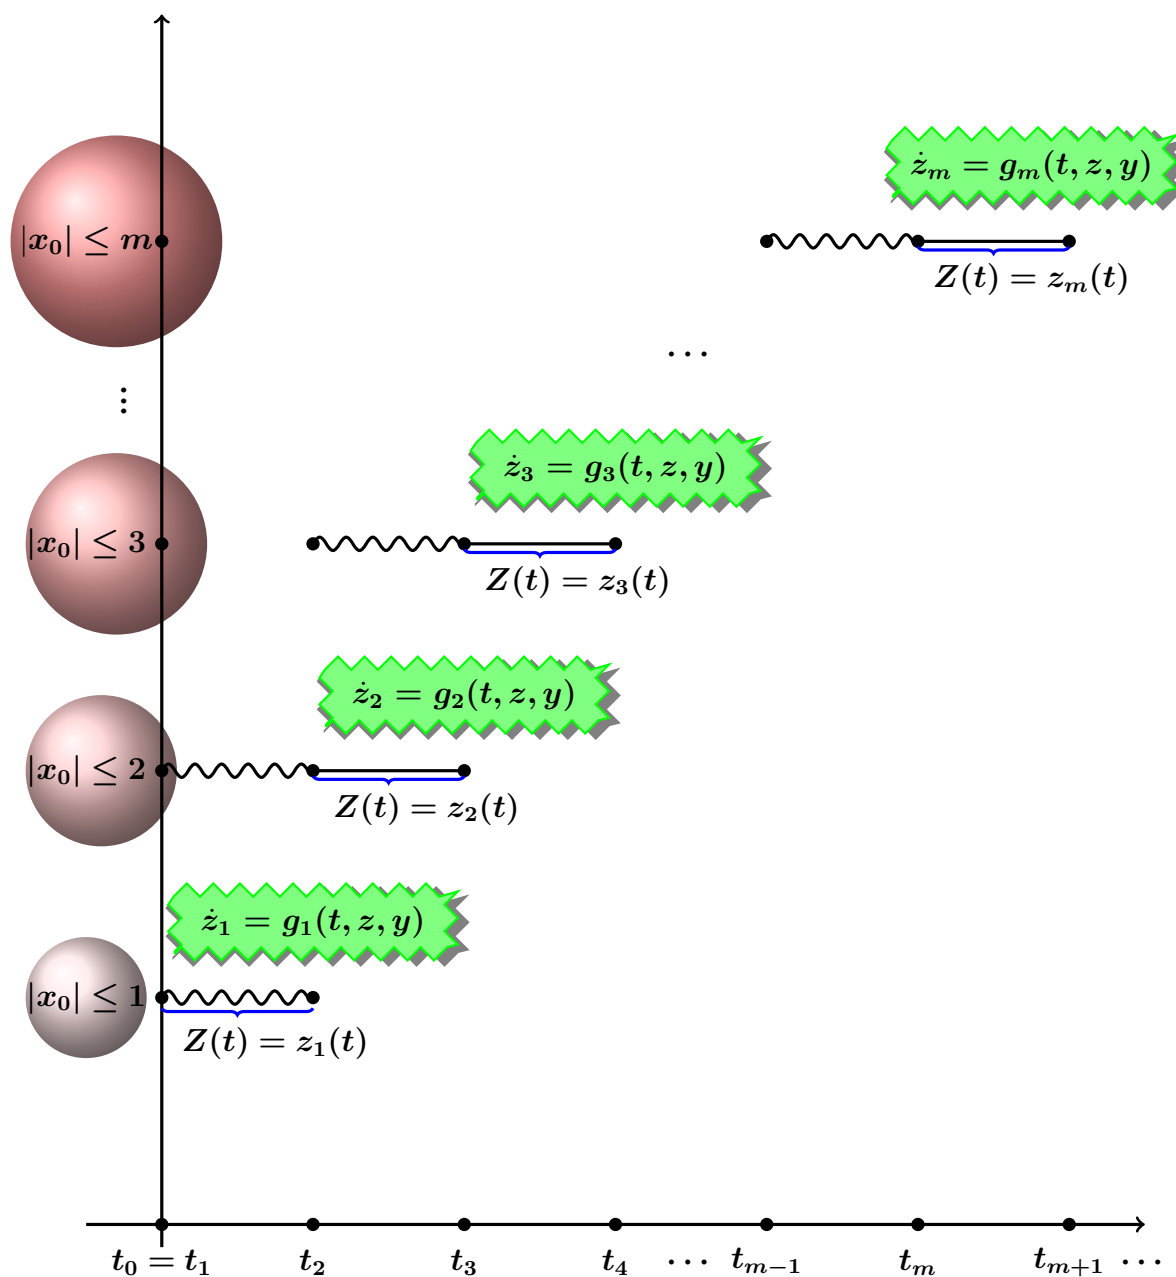 ż_m = g_m(t, z, y)
|x_0| ≤ m
Z(t) = z_m(t)
⋯
⋮
ż_3 = g_3(t, z, y)
|x_0| ≤ 3
Z(t) = z_3(t)
ż_2 = g_2(t, z, y)
|x_0| ≤ 2
Z(t) = z_2(t)
ż_1 = g_1(t, z, y)
|x_0| ≤ 1
Z(t) = z_1(t)
t_0 = t_1 t_2 t_3 t_4 ⋯ t_{m−1} t_m t_{m+1} ⋯